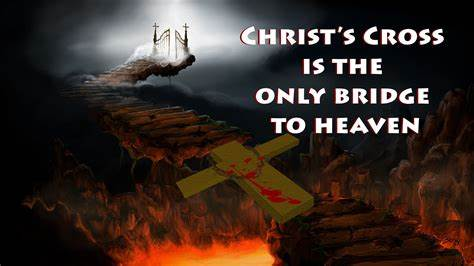 Christ's Cross
is the
only bridge
to heaven